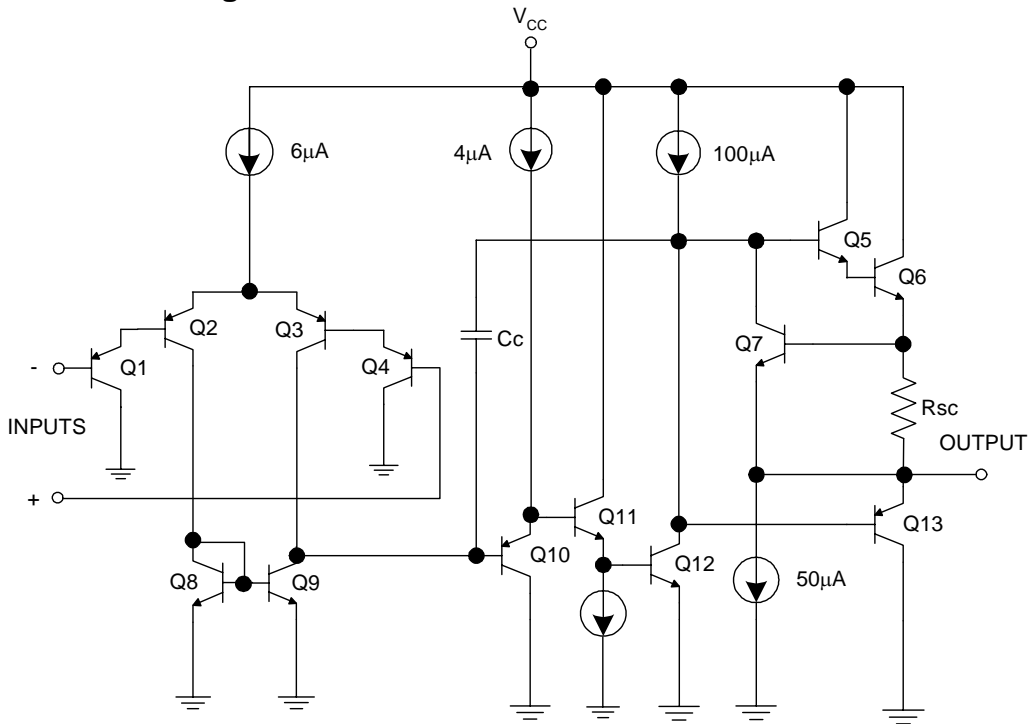 V_CC
6μA
4μA
100μA
Q5
Q6
Q2
Q3
Cc
Q7
-
Q1
Q4
Rsc
INPUTS
OUTPUT
+
Q11
Q13
Q10
Q12
Q8
Q9
50μA